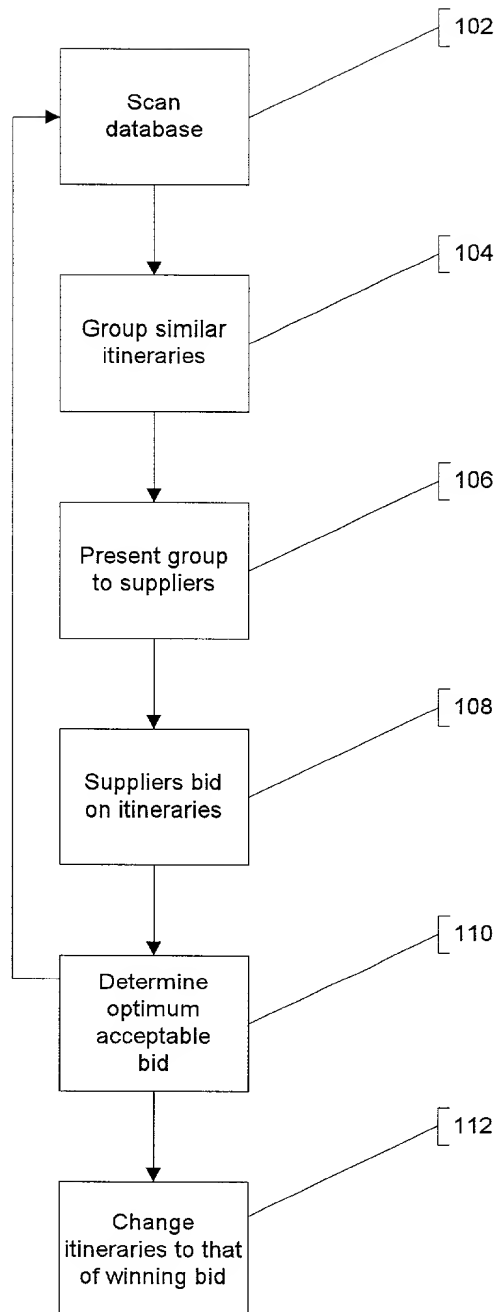 102
Scan
database
104
Group similar
itineraries
106
Present group
to suppliers
108
Suppliers bid
on itineraries
110
Determine
optimum
acceptable
bid
112
Change
itineraries to that
of winning bid